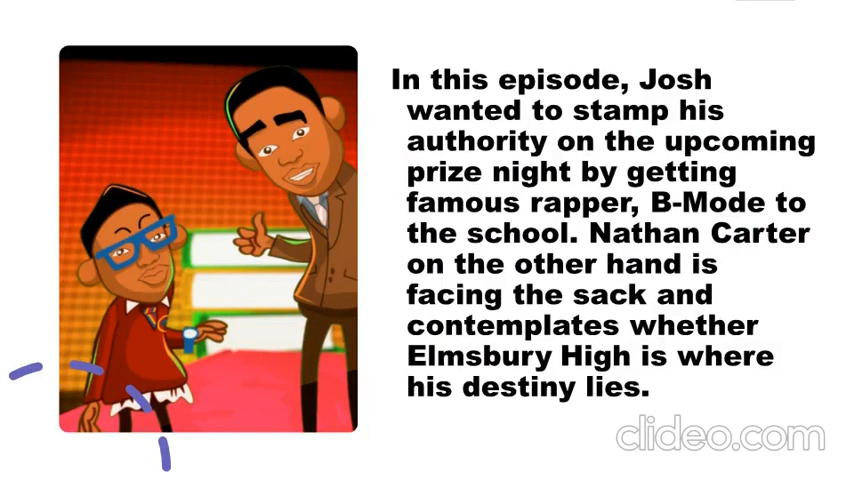 In this episode, Josh
wanted to stamp his
authority on the upcoming
prize night by getting
famous rapper, B-Mode to
the school. Nathan Carter
on the other hand is
facing the sack and
contemplates whether
Elmsbury High is where
his destiny lies.
clideo.com